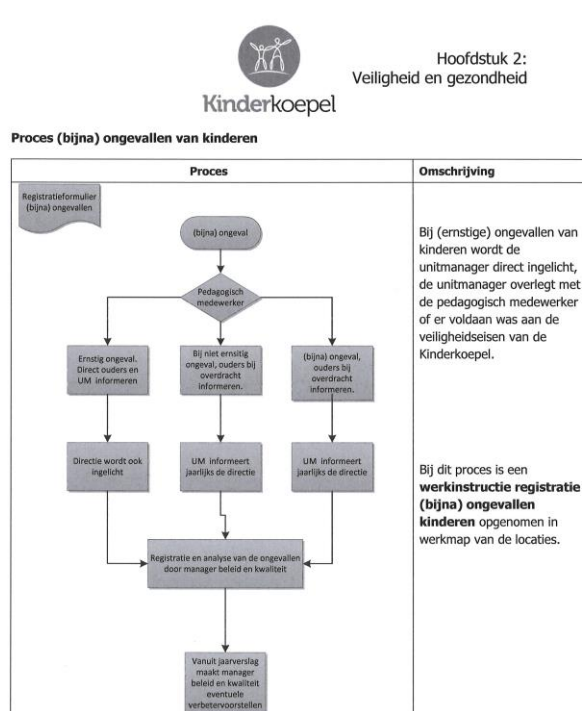 Kinderkoepel
Hoofdstuk 2:
Veiligheid en gezondheid
Proces (bijna) ongevallen van kinderen
Proces
Omschrijving
Registratieformulier
(bijna) ongevallen
(bijna) ongeval
Pedagogisch
medewerker
Ernstig ongeval.
Direct ouders en
UM informeren
Bij niet ernsitig
ongeval, ouders bij
overdracht
informeren.
(bijna) ongeval,
ouders bij
overdracht
informeren.
Directie wordt ook
ingelicht
UM informeert
jaarlijks de directie
UM informeert
jaarlijks de directie
Registratie en analyse van de ongevallen
door manager beleid en kwaliteit
Vanuit jaarverslag
maakt manager
beleid en kwaliteit
eventuele
verbetervoorstellen
Bij (ernstige) ongevallen van
kinderen wordt de
unitmanager direct ingelicht,
de unitmanager overlegt met
de pedagogisch medewerker
of er voldaan was aan de
veiligheidseisen van de
Kinderkoepel.
Bij dit proces is een
werkinstructie registratie
(bijna) ongevallen
kinderen opgenomen in
werkmap van de locaties.